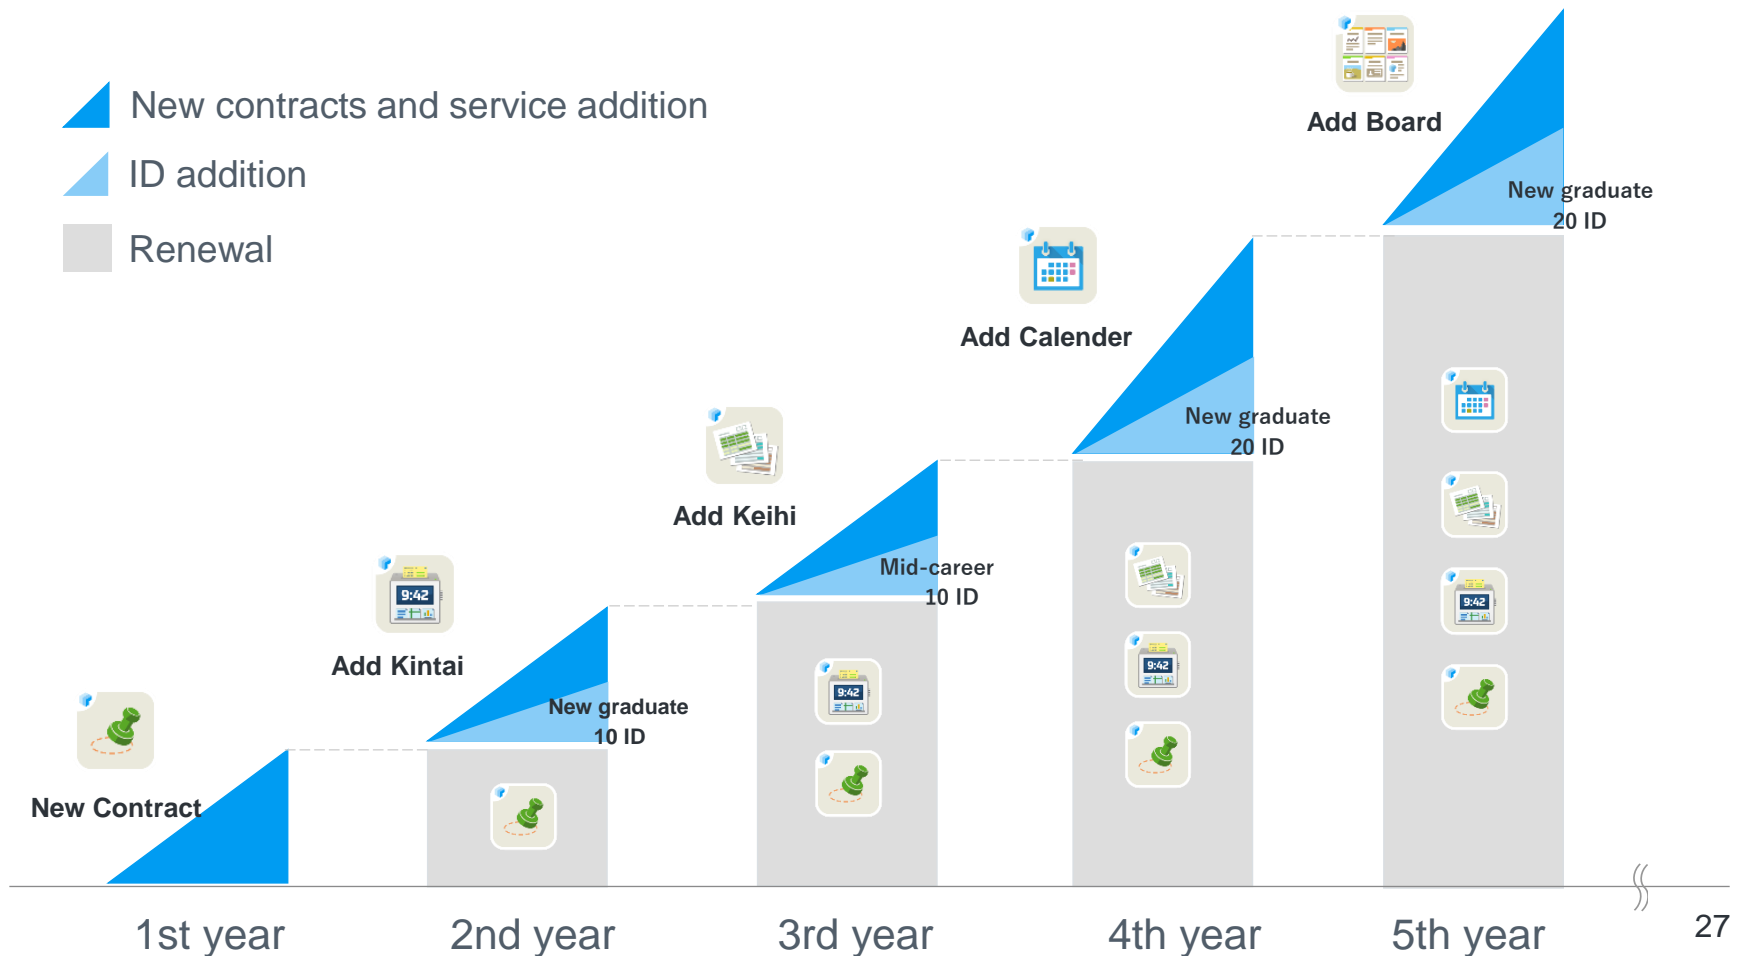 New contracts and service addition
ID addition
Renewal
Add Board
New graduate
20 ID
Add Calender
New graduate
20 ID
Add Keihi
Mid-career
10 ID
9:42
Add Kintai
New graduate
10 ID
9:42
9:42
9:42
New Contract
1st year
2nd year
3rd year
4th year
5th year
27